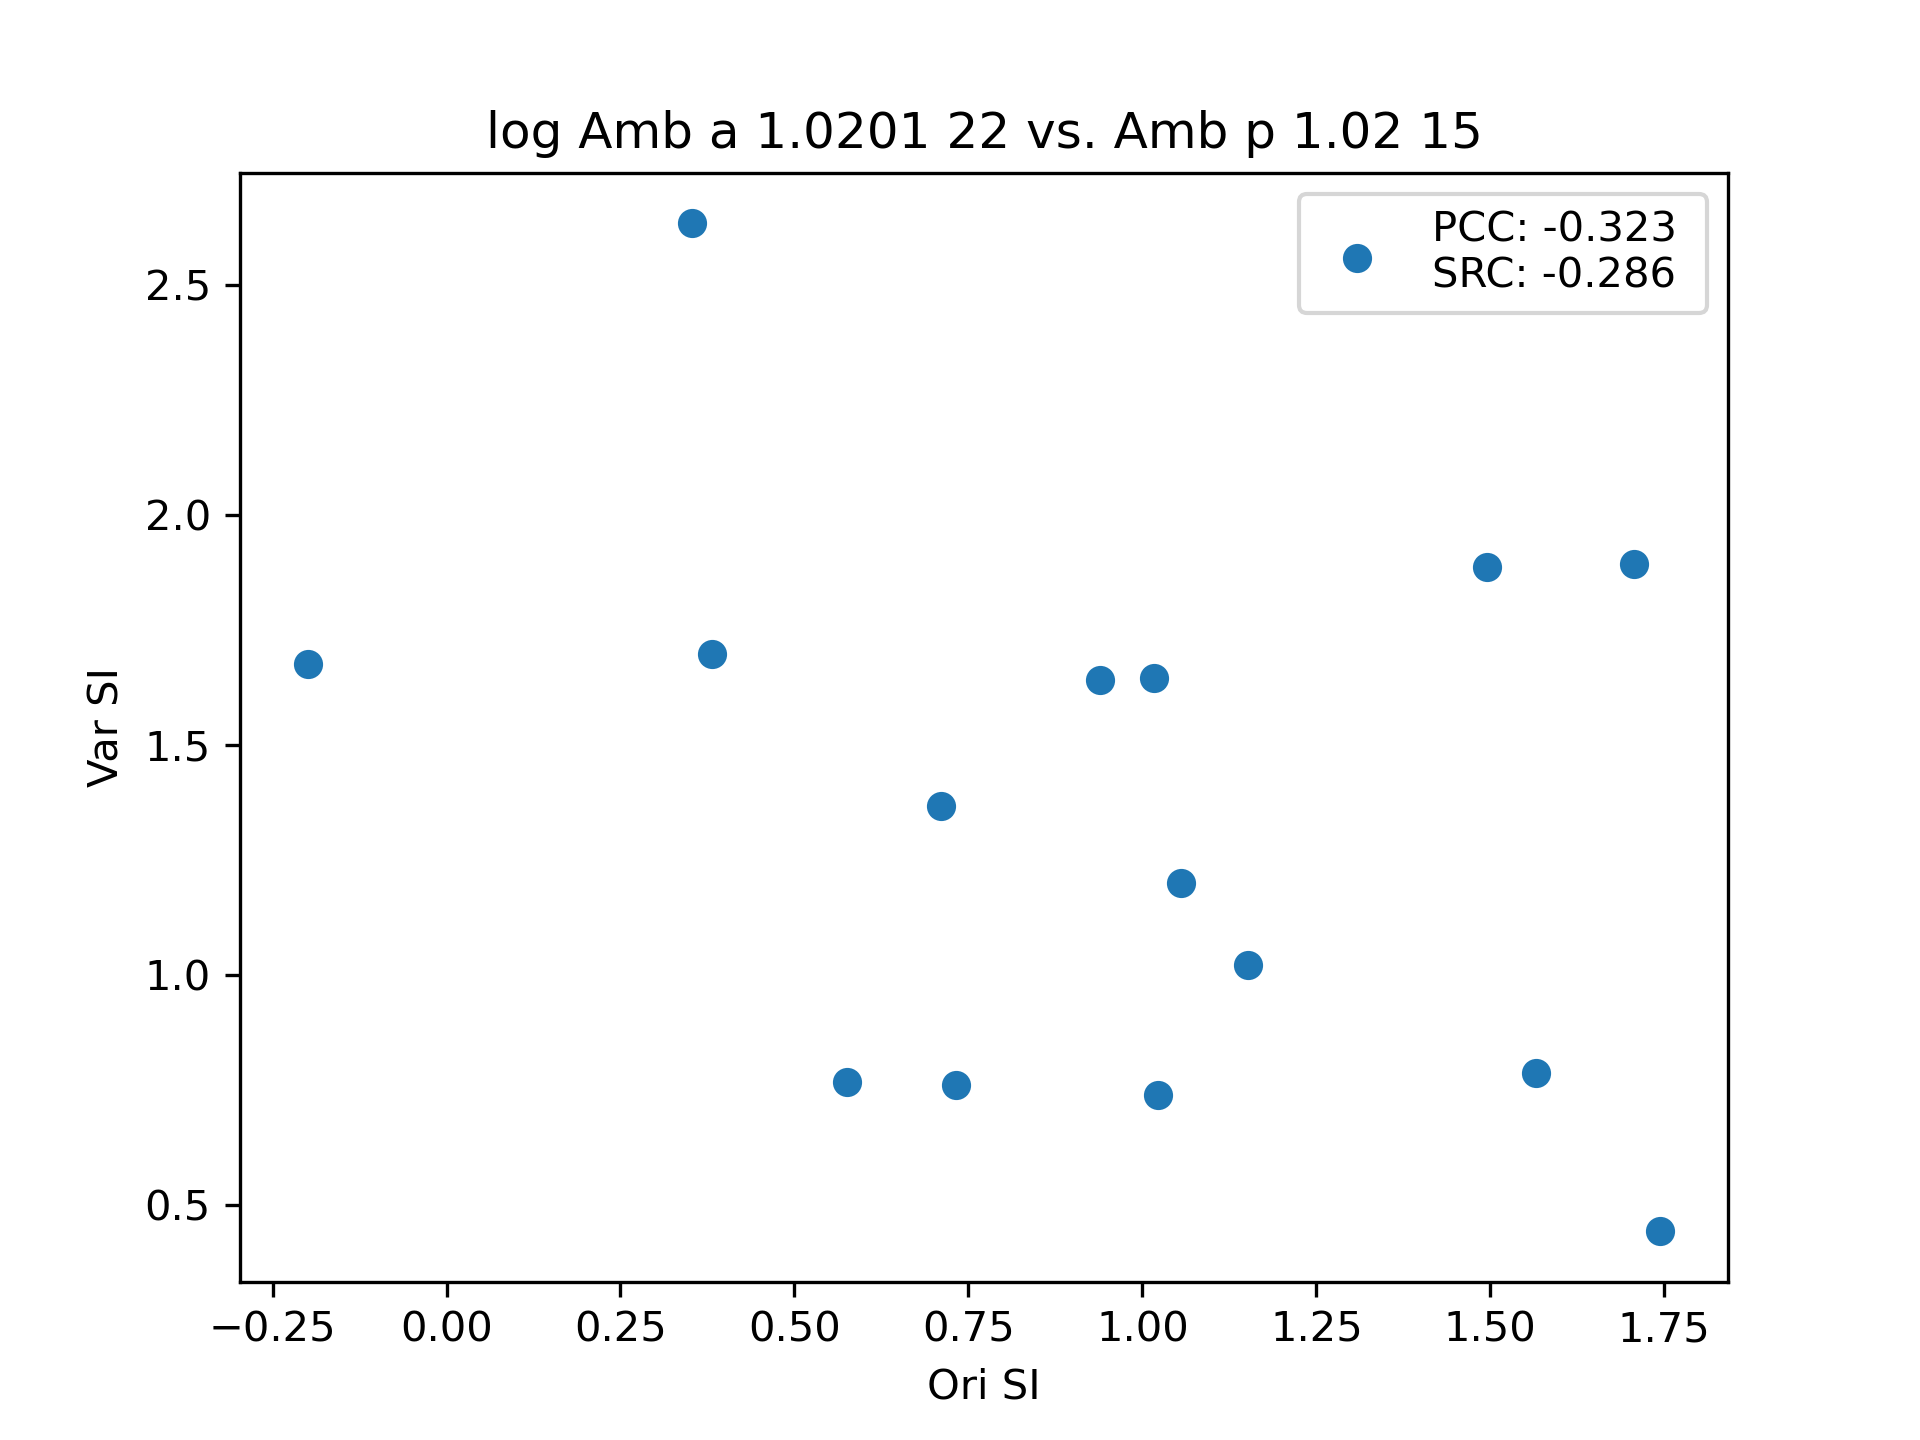 log Amb a 1.0201 22 vs. Amb p 1.02 15
PCC: -0.323
SRC: -0.286
2.5
2.0
1.5
1.0
0.5
Var SI
−0.25 0.00 0.25 0.50 0.75 1.00 1.25 1.50 1.75
Ori SI